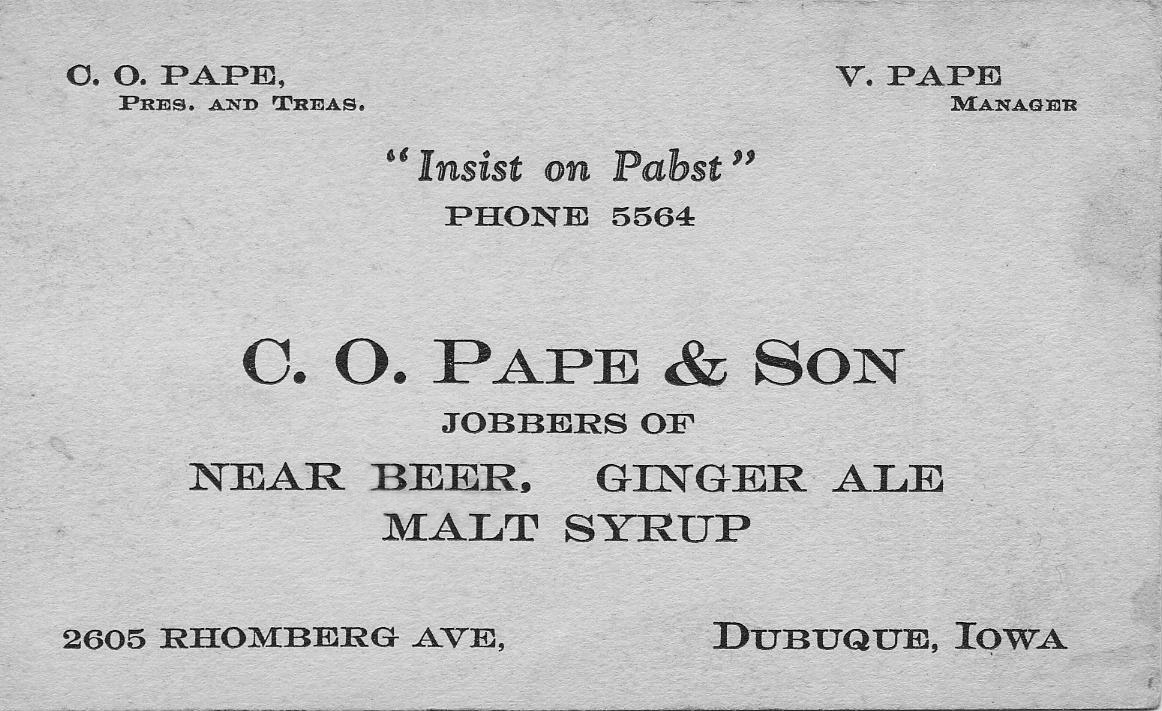 C. O. PAPE,
PRES. AND TREAS.
V. PAPE
MANAGER
"Insist on Pabst"
PHONE 5564
C. O. PAPE & SON
JOBBERS OF
NEAR BEER, GINGER ALE
MALT SYRUP
2605 RHOMBERG AVE,
DUBUQUE, IOWA